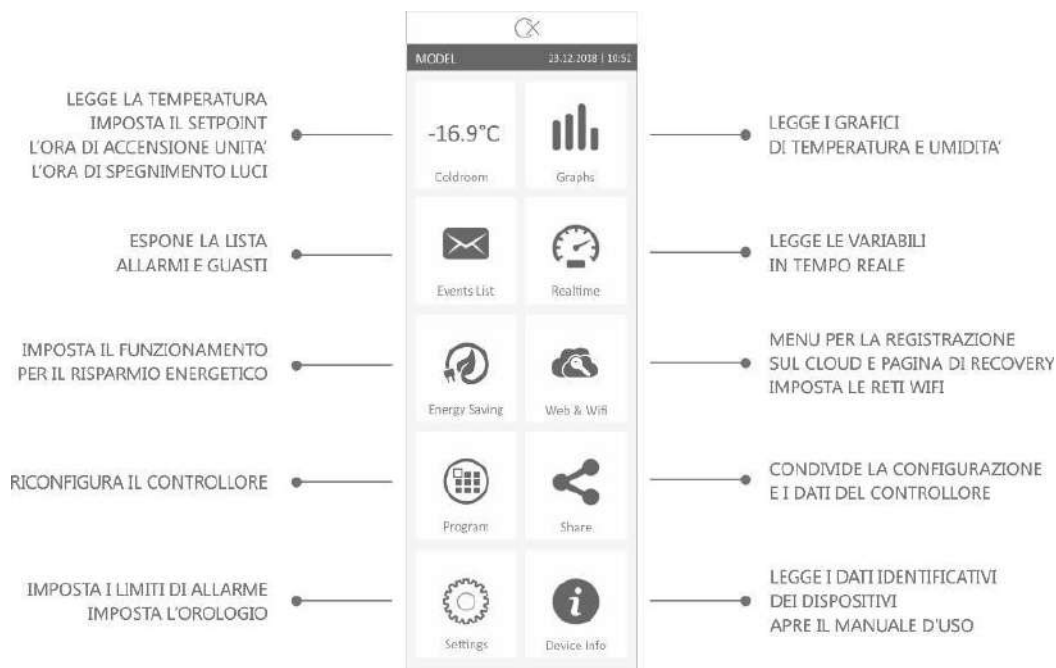 CX
MODEL 23.12.2018 | 10:52
LEGGE LA TEMPERATURA
IMPOSTA IL SETPOINT
L'ORA DI ACCENSIONE UNITA'
L'ORA DI SPEGNIMENTO LUCI
-16.9°C
Coldroom
Graphs
LEGGE I GRAFICI
DI TEMPERATURA E UMIDITA'
ESPONE LA LISTA
ALLARMI E GUASTI
Events List
Realtime
LEGGE LE VARIABILI
IN TEMPO REALE
IMPOSTA IL FUNZIONAMENTO
PER IL RISPARMIO ENERGETICO
Energy Saving
Web & Wifi
MENU PER LA REGISTRAZIONE
SUL CLOUD E PAGINA DI RECOVERY
IMPOSTA LE RETI WIFI
RICONFIGURA IL CONTROLLORE
Program
Share
CONDIVIDE LA CONFIGURAZIONE
E I DATI DEL CONTROLLORE
IMPOSTA I LIMITI DI ALLARME
IMPOSTA L'OROLOGIO
Settings
Device Info
LEGGE I DATI IDENTIFICATIVI
DEI DISPOSITIVI
APRE IL MANUALE D'USO